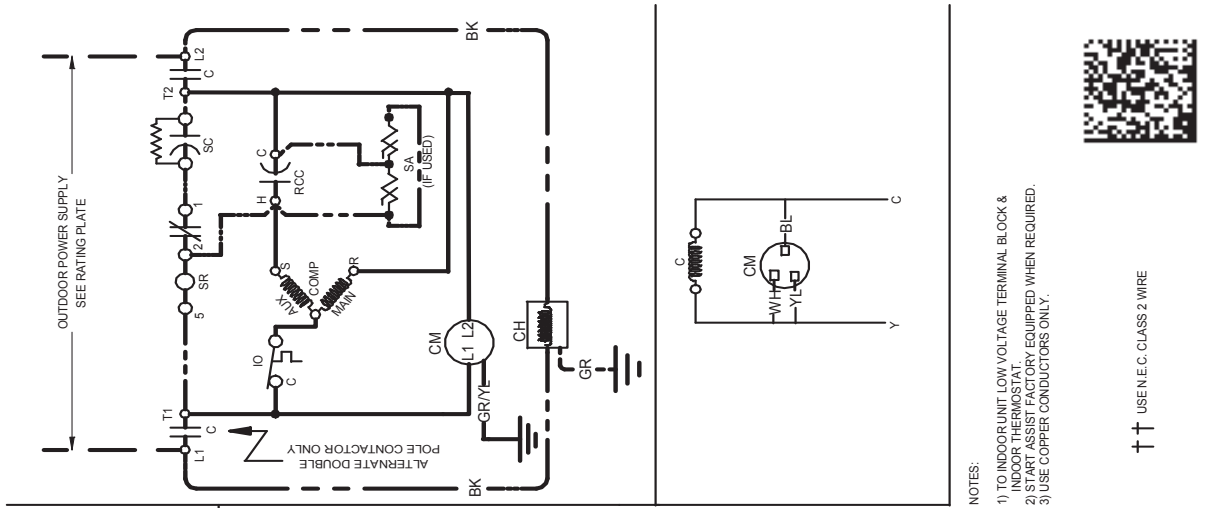 OUTDOOR POWER SUPPLY
SEE RATING PLATE
L1
C
T1
5
SR
2
1
SC
T2
C
L2
BK
IO
C
AUX
S
COMP
MAIN
R
H
RCC
C
SA
(IF USED)
ALTERNATE DOUBLE
POLE CONTACTOR ONLY
CM
L1 L2
GR/YL
CH
GR
BK
C
CM
WH
YL
BL
Y
C
NOTES:
1) TO INDOOR UNIT LOW VOLTAGE TERMINAL BLOCK &
INDOOR THERMOSTAT.
2) START ASSIST FACTORY EQUIPPED WHEN REQUIRED.
3) USE COPPER CONDUCTORS ONLY.
†† USE N.E.C. CLASS 2 WIRE